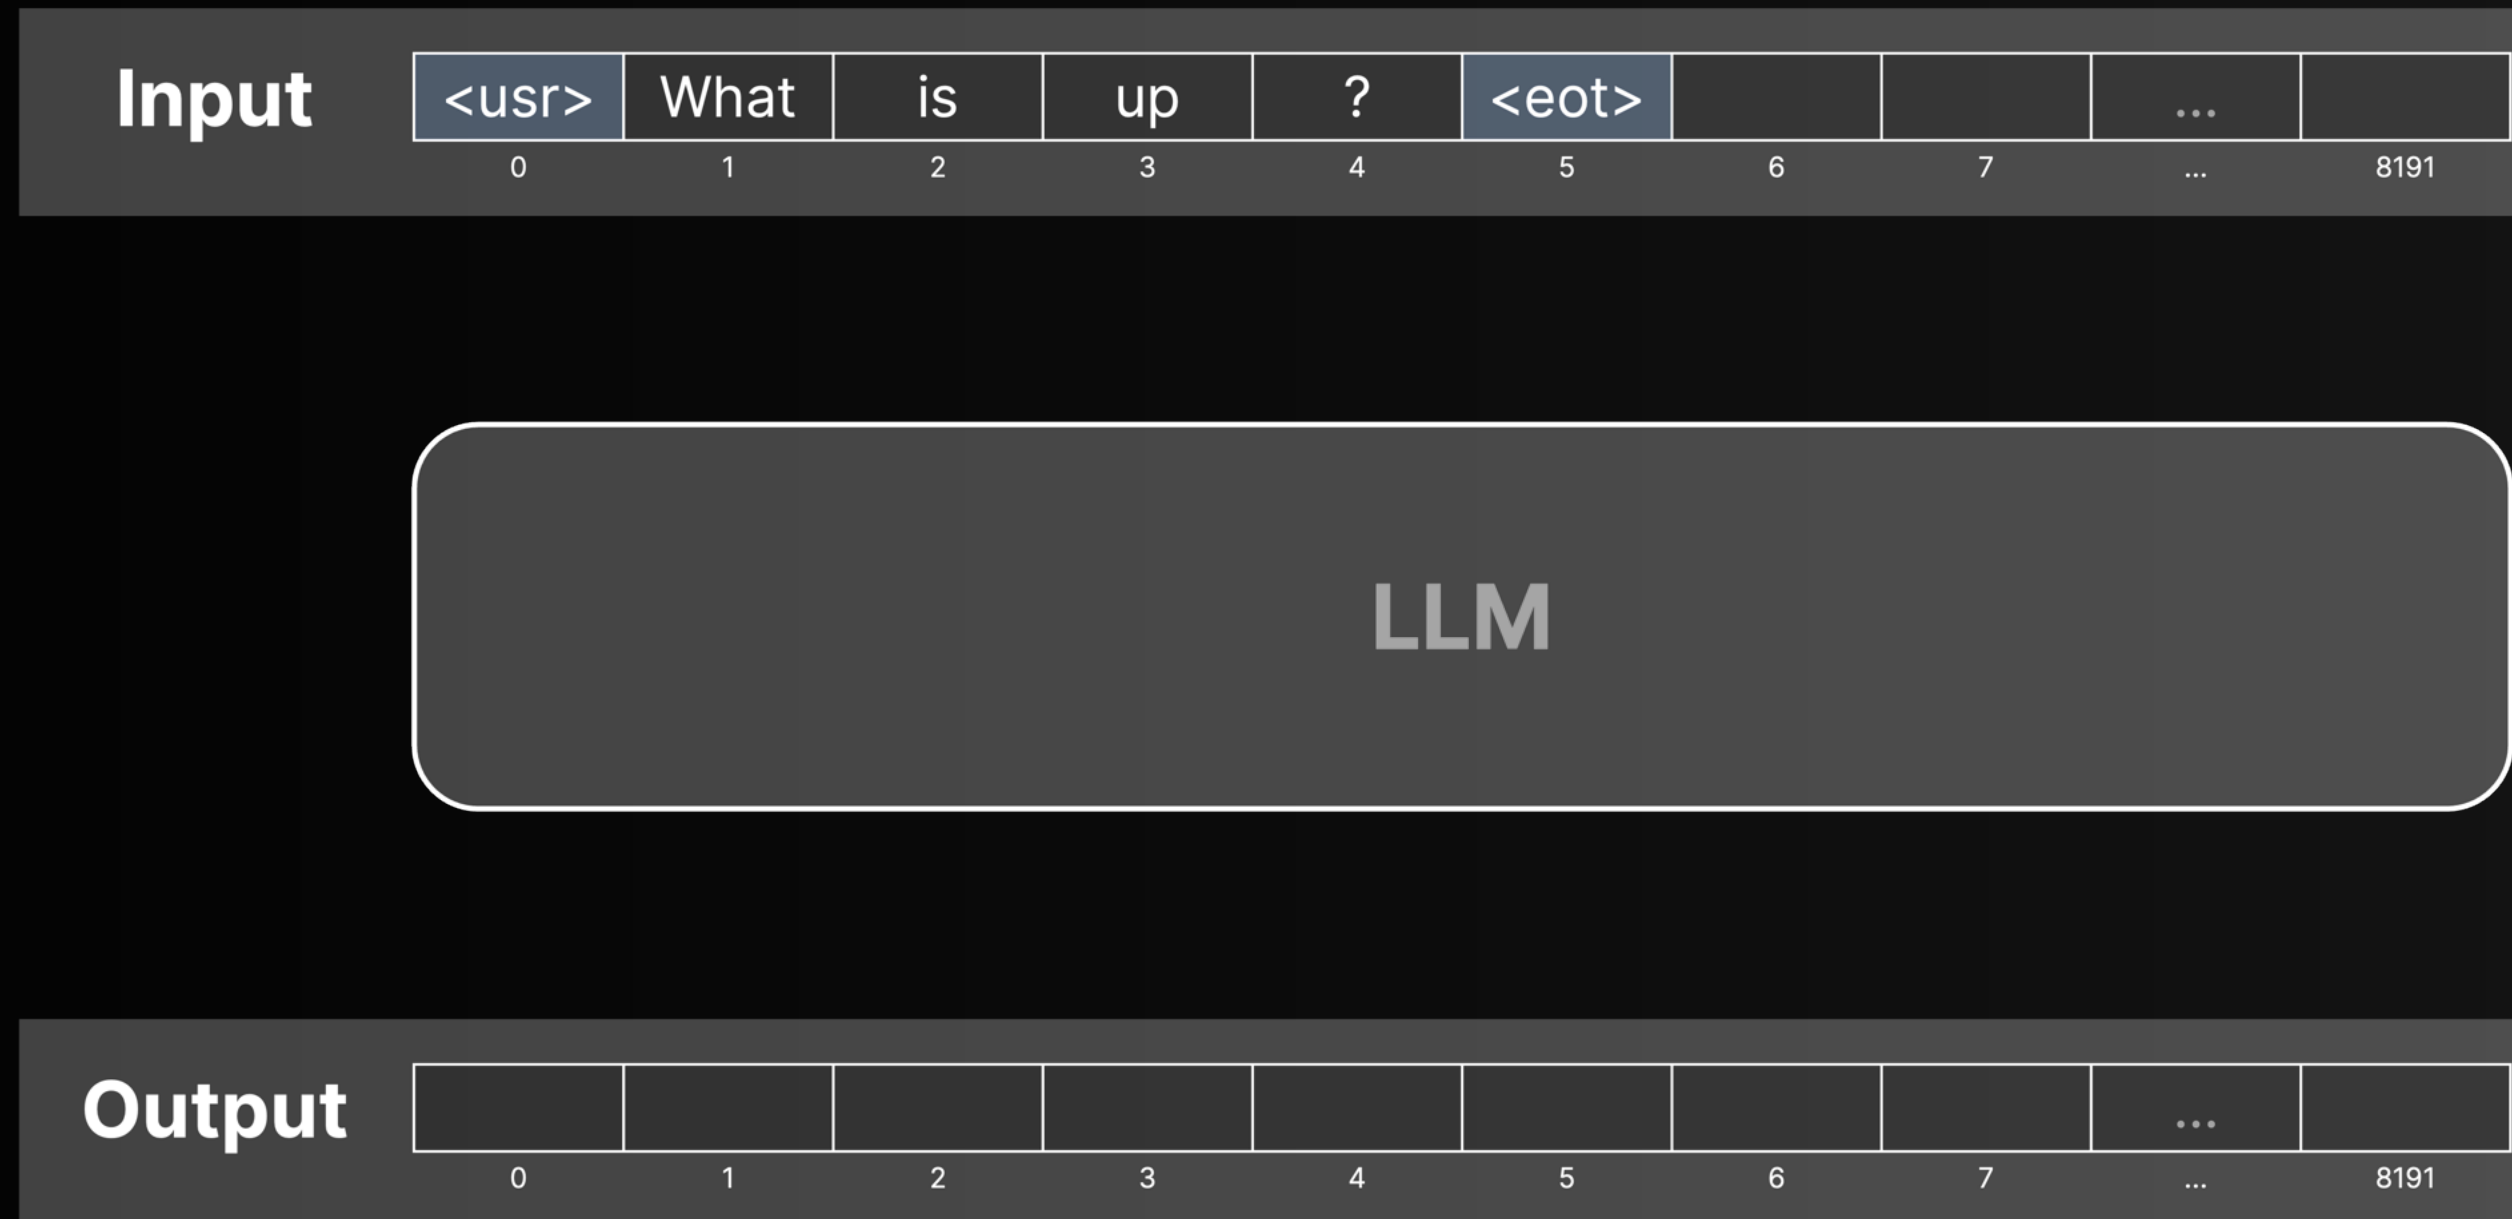 Input <usr> What is up ? <eot> ...
0 1 2 3 4 5 6 7 ... 8191
LLM
Output ...
0 1 2 3 4 5 6 7 ... 8191